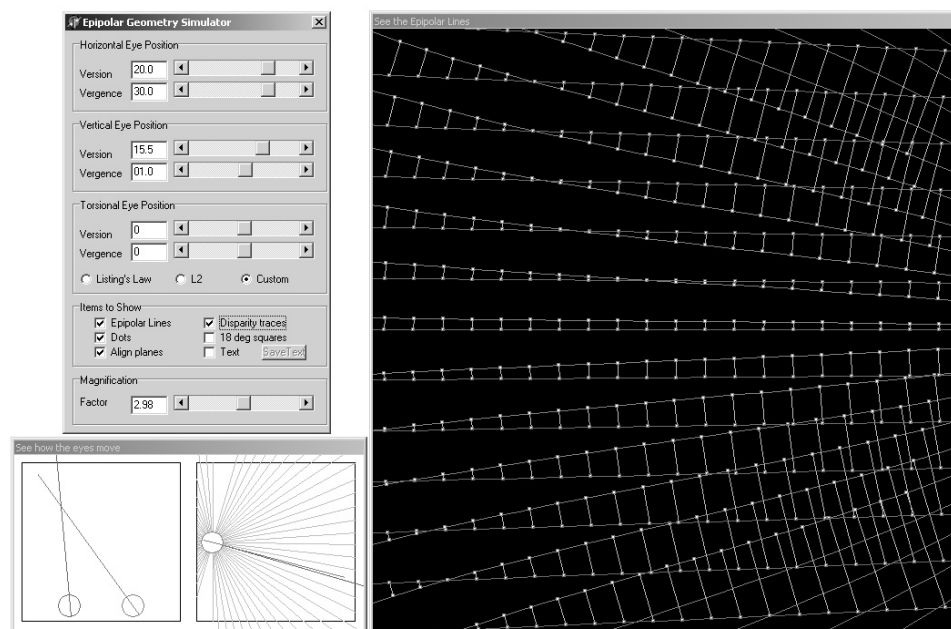 Epipolar Geometry Simulator
Horizontal Eye Position
Version 20.0
Vergence 30.0
Vertical Eye Position
Version 15.5
Vergence 01.0
Torsional Eye Position
Version 0
Vergence 0
Listing's Law L2 Custom
Items to Show
Epipolar Lines Disparity traces
Dots 18 deg squares
Align planes Text SaveText
Magnification
Factor 2.98
See how the eyes move
See the Epipolar Lines